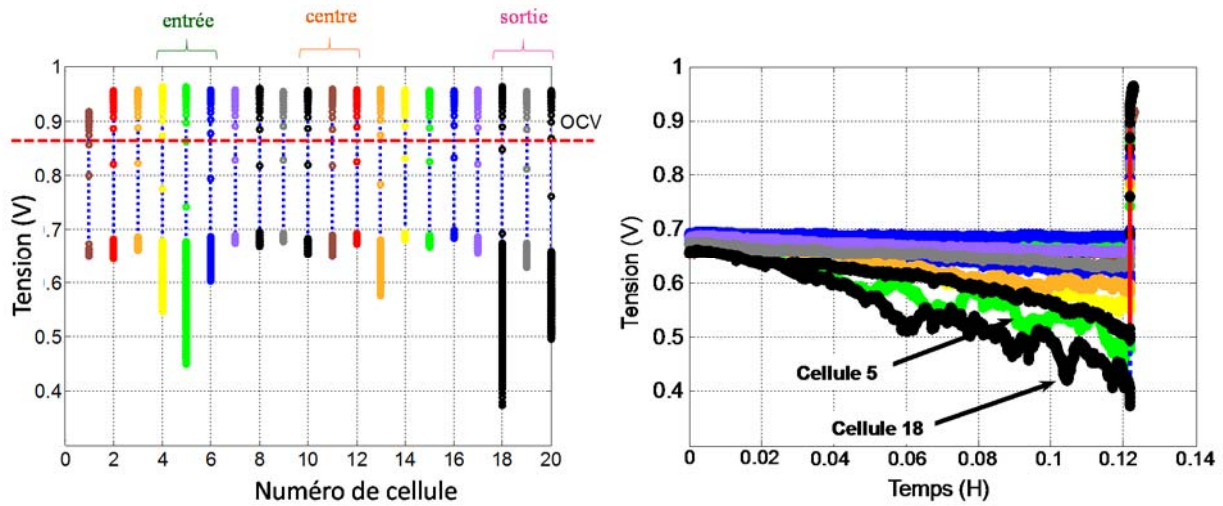 entrée centre sortie
1
0.9
0.8
0.7
0.6
0.5
0.4
OCV
Tension (V)
0 2 4 6 8 10 12 14 16 18 20
Numéro de cellule
1
0.9
0.8
0.7
0.6
0.5
0.4
Tension (V)
Cellule 5
Cellule 18
0 0.02 0.04 0.06 0.08 0.1 0.12 0.14
Temps (H)